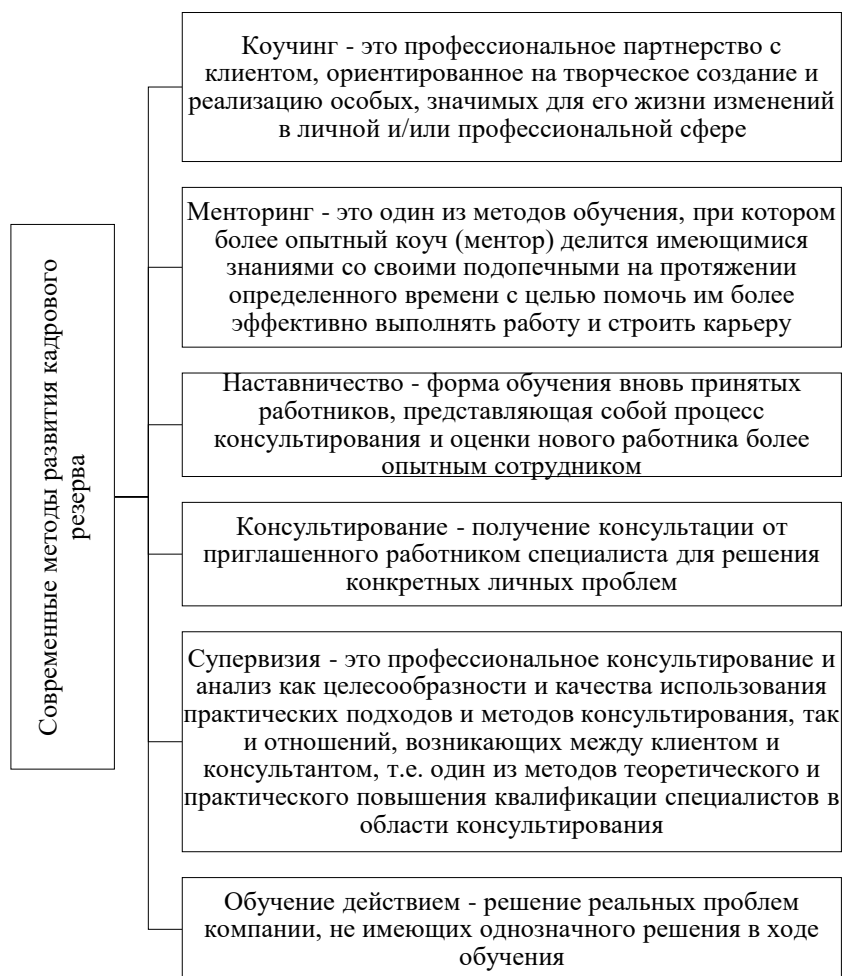 Современные методы развития кадрового
резерва
Коучинг - это профессиональное партнерство с
клиентом, ориентированное на творческое создание и
реализацию особых, значимых для его жизни изменений
в личной и/или профессиональной сфере
Менторинг - это один из методов обучения, при котором
более опытный коуч (ментор) делится имеющимися
знаниями со своими подопечными на протяжении
определенного времени с целью помочь им более
эффективно выполнять работу и строить карьеру
Наставничество - форма обучения вновь принятых
работников, представляющая собой процесс
консультирования и оценки нового работника более
опытным сотрудником
Консультирование - получение консультации от
приглашенного работником специалиста для решения
конкретных личных проблем
Супервизия - это профессиональное консультирование и
анализ как целесообразности и качества использования
практических подходов и методов консультирования, так
и отношений, возникающих между клиентом и
консультантом, т.е. один из методов теоретического и
практического повышения квалификации специалистов в
области консультирования
Обучение действием - решение реальных проблем
компании, не имеющих однозначного решения в ходе
обучения